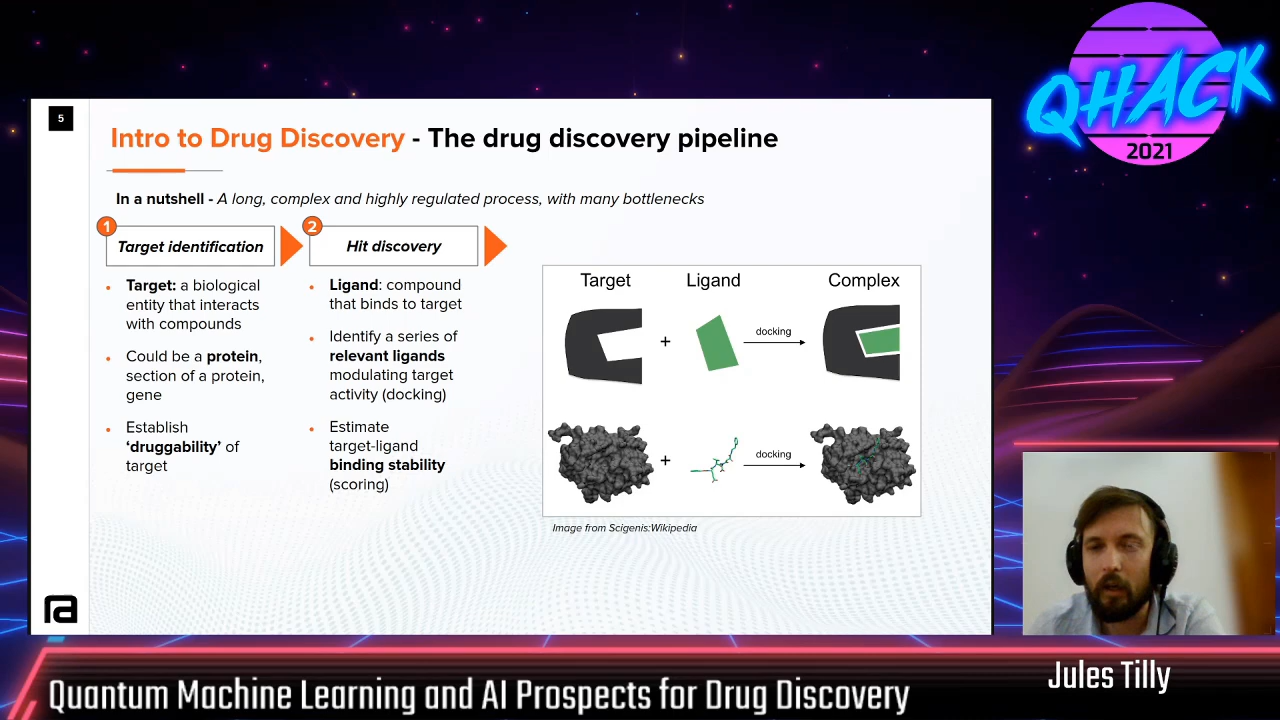 QHACK
2021
5
Intro to Drug Discovery - The drug discovery pipeline
In a nutshell - A long, complex and highly regulated process, with many bottlenecks
1
Target identification
• Target: a biological
entity that interacts
with compounds
• Could be a protein,
section of a protein,
gene
• Establish
‘druggability’ of
target
2
Hit discovery
• Ligand: compound
that binds to target
• Identify a series of
relevant ligands
modulating target
activity (docking)
• Estimate
target-ligand
binding stability
(scoring)
Target
Ligand
Complex
+
docking
+
docking
Image from Scigenis:Wikipedia
ra
Jules Tilly
Quantum Machine Learning and AI Prospects for Drug Discovery